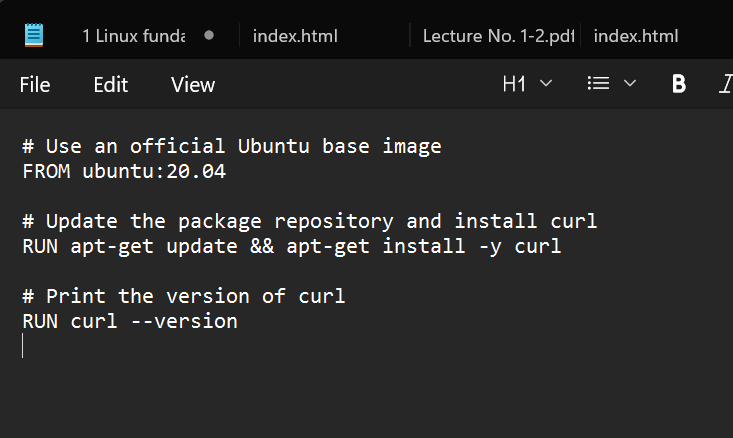 1 Linux funda
index.html
Lecture No. 1-2.pdf
index.html
File Edit View H1 B I
# Use an official Ubuntu base image
FROM ubuntu:20.04
# Update the package repository and install curl
RUN apt-get update && apt-get install -y curl
# Print the version of curl
RUN curl --version